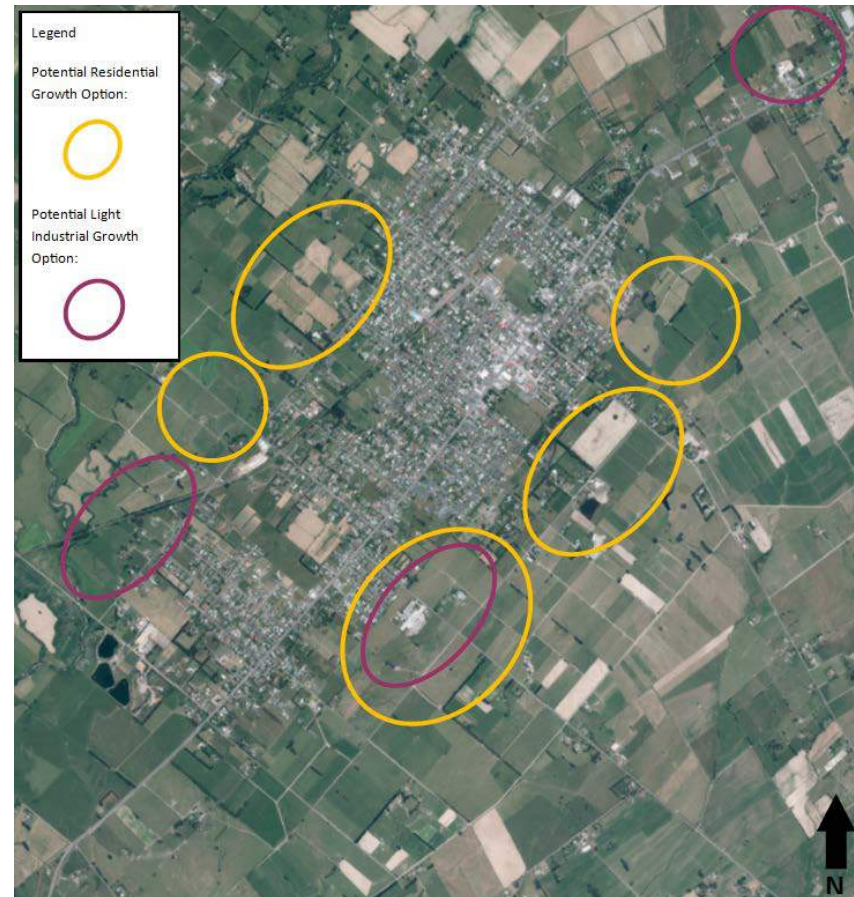 Legend
Potential Residential
Growth Option:
Potential Light
Industrial Growth
Option:
N